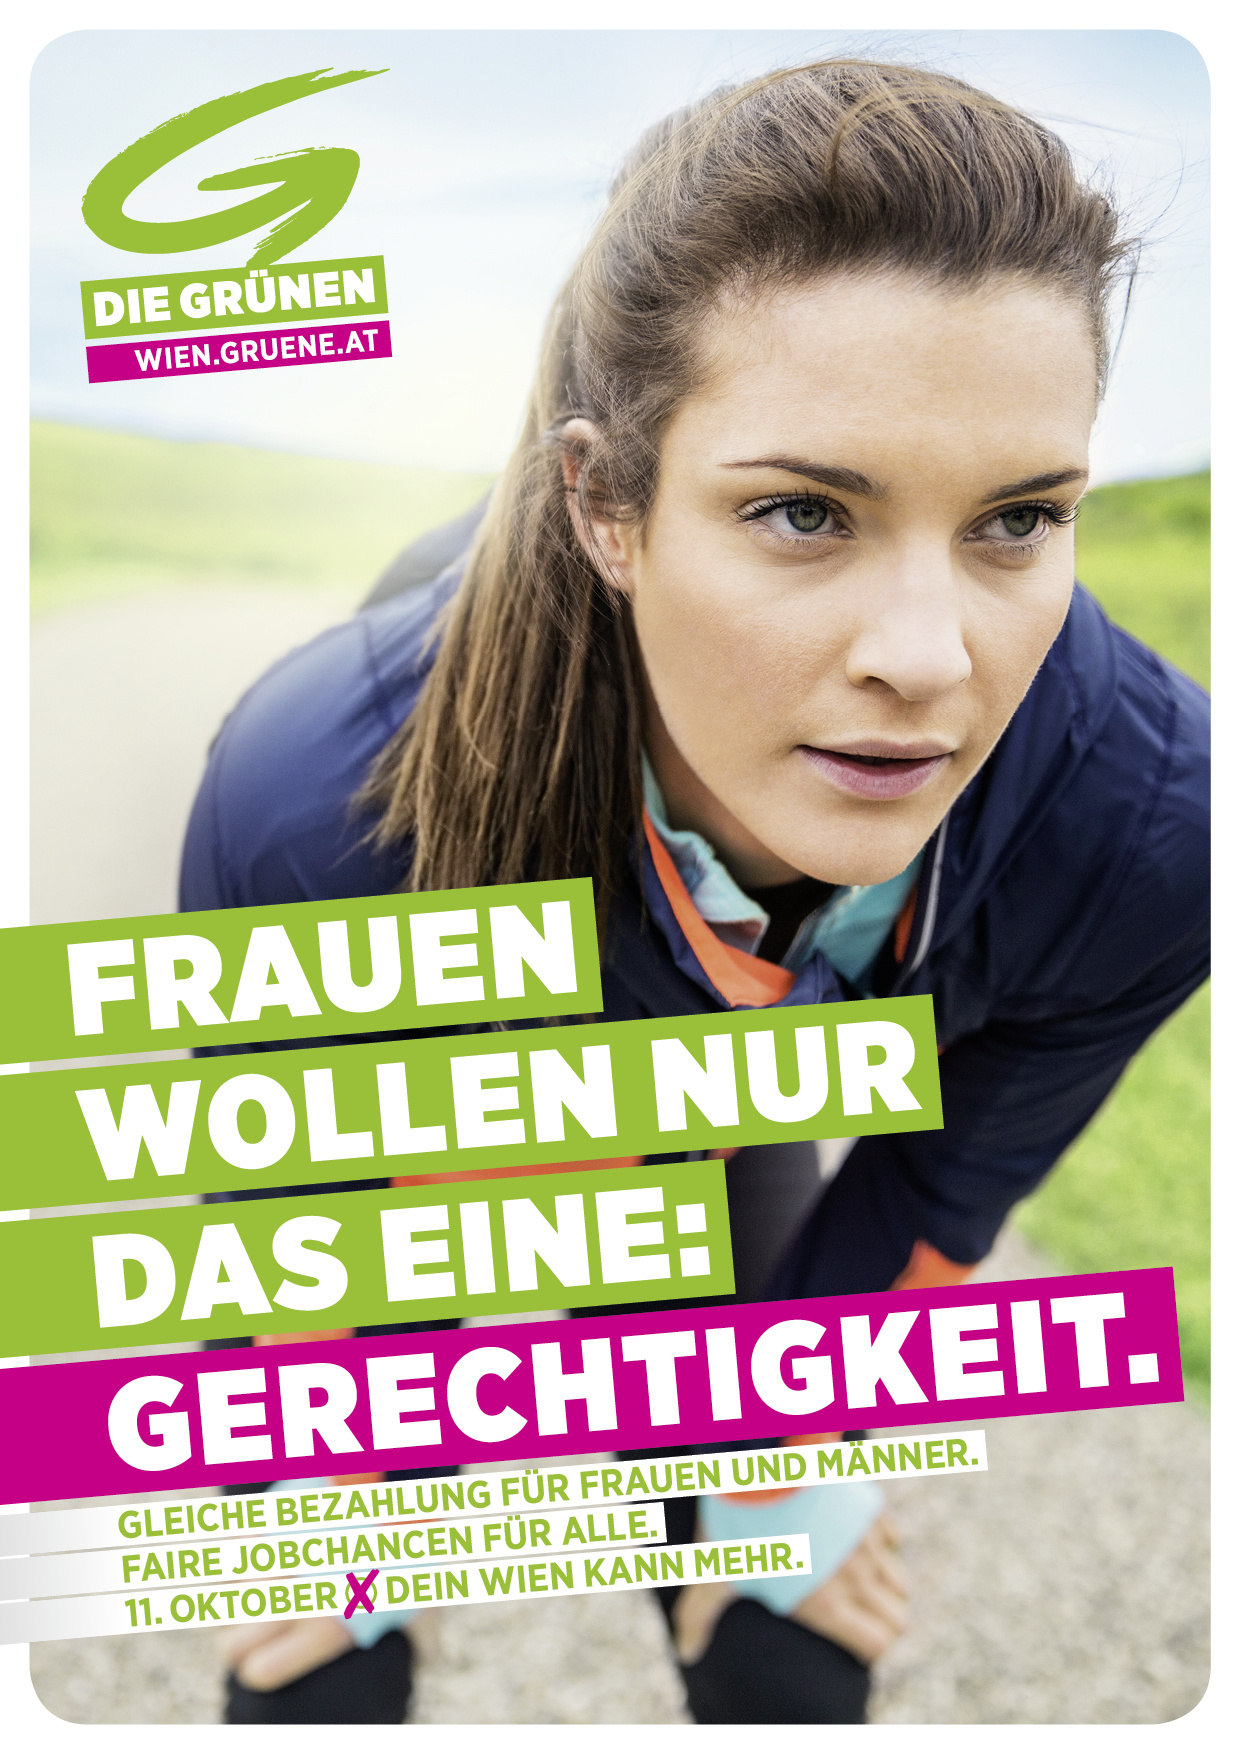 DIE GRÜNEN
WIEN.GRUENE.AT
FRAUEN
WOLLEN NUR
DAS EINE:
GERECHTIGKEIT.
GLEICHE BEZAHLUNG FÜR FRAUEN UND MÄNNER.
FAIRE JOBCHANCEN FÜR ALLE.
11. OKTOBER X DEIN WIEN KANN MEHR.